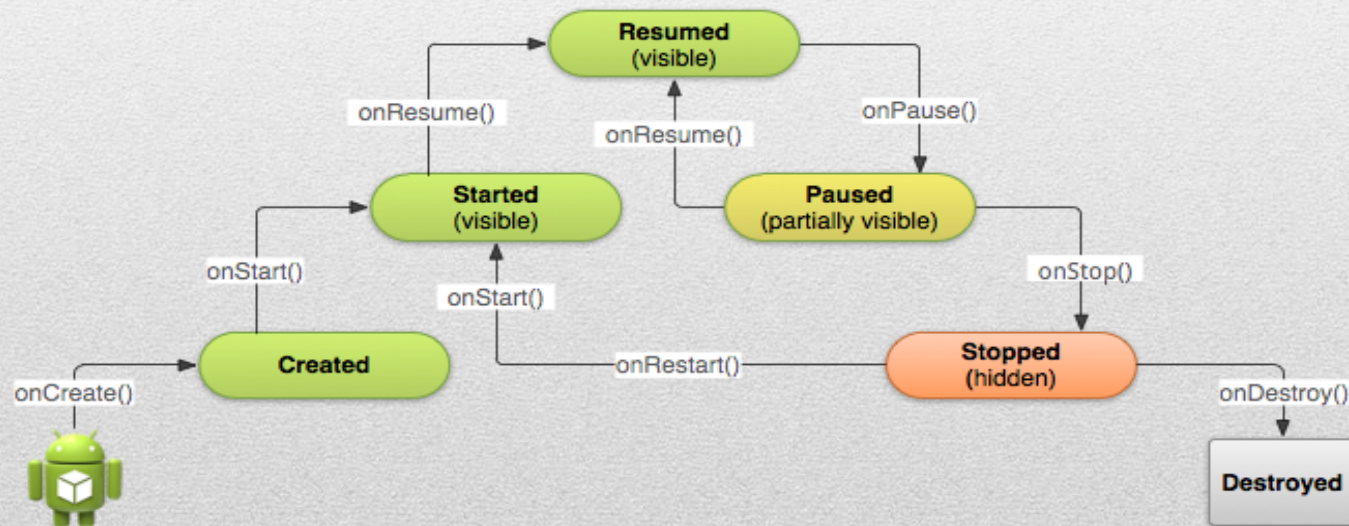 Resumed
(visible)
onResume()
onResume()
onPause()
Started
(visible)
Paused
(partially visible)
onStart()
onStart()
onStop()
Created
onRestart()
Stopped
(hidden)
onCreate()
onDestroy()
Destroyed